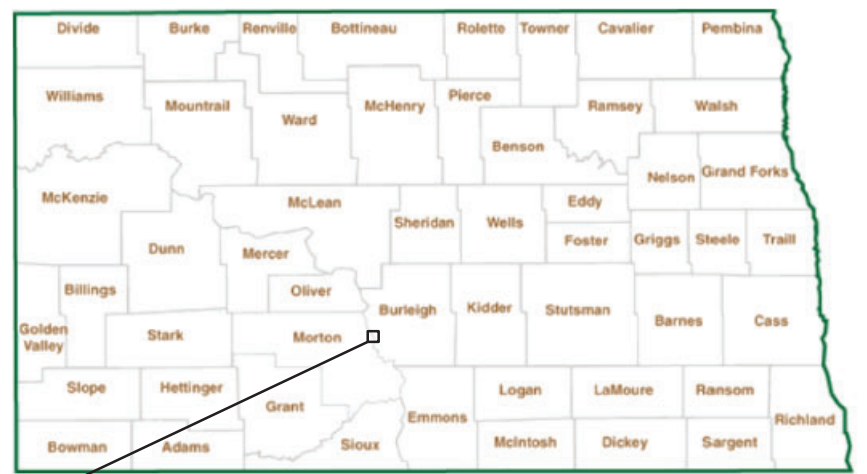 Divide Burke Renville Bottineau Rolette Towner Cavalier Pembina
Williams Mountrail Ward McHenry Pierce Ramsey Walsh
Benson
McKenzie McLean Nelson Grand Forks
Sheridan Wells Eddy
Dunn Mercer Foster Griggs Steele Traill
Billings Oliver Burleigh Kidder Stutsman Barnes Cass
Golden
Valley Stark Morton
Slope Hettinger Grant Logan LaMoure Ransom
Emmons Richland
Bowman Adams Sioux McIntosh Dickey Sargent